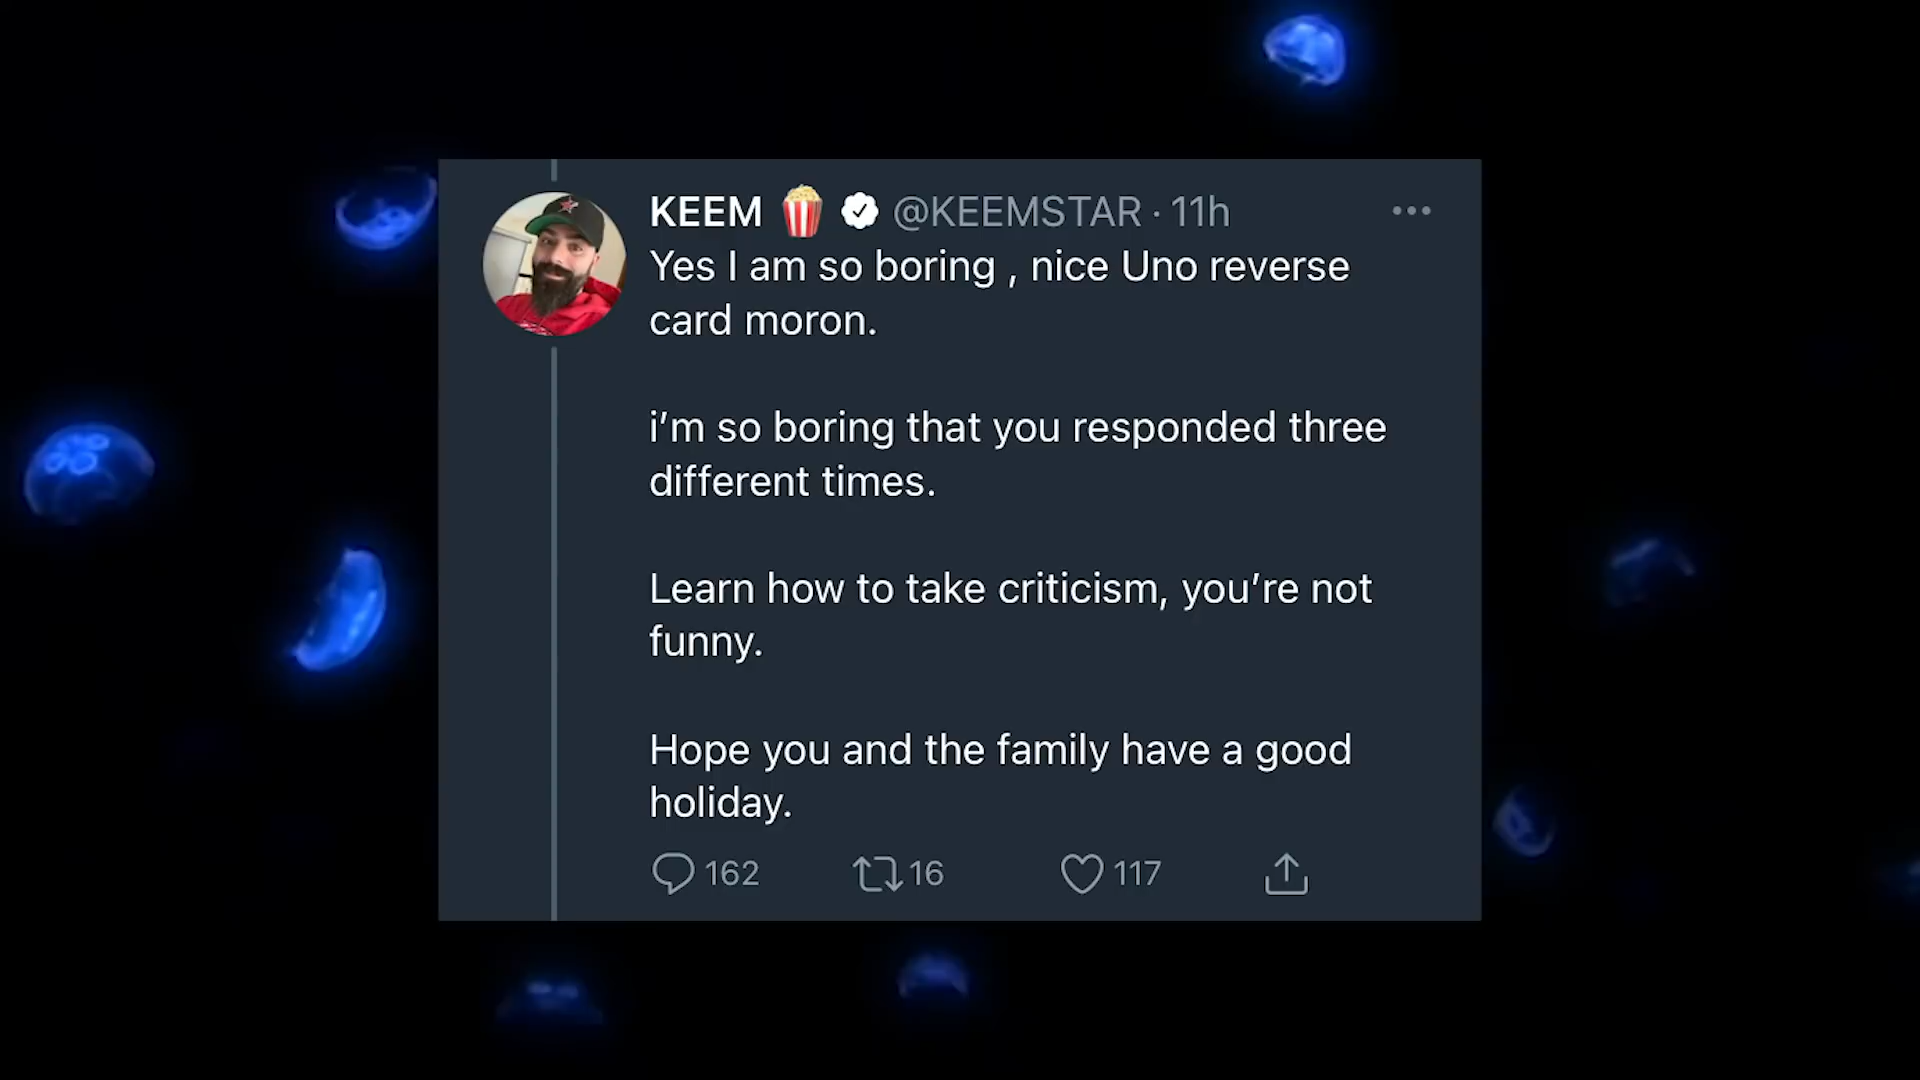 KEEM 🍿 @KEEMSTAR · 11h
Yes I am so boring , nice Uno reverse
card moron.
i’m so boring that you responded three
different times.
Learn how to take criticism, you’re not
funny.
Hope you and the family have a good
holiday.
162 16 117